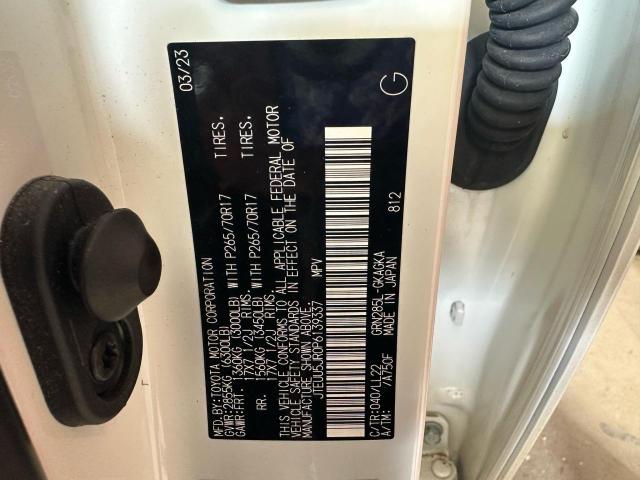 MFD.BY:TOYOTA MOTOR CORPORATION 03/23
GVWR:2855KG (6300LB)
GAWR:FRT. 1360KG (3000LB) WITH P265/70R17 TIRES.
17X7 1/2J RIMS
RR. 1560KG (3450LB) WITH P265/70R17 TIRES.
17X7 1/2J RIMS
THIS VEHICLE CONFORMS TO ALL APPLICABLE FEDERAL MOTOR
VEHICLE SAFETY STANDARDS IN EFFECT ON THE DATE OF
MANUFACTURE SHOWN ABOVE.
JTEUU5JR0P6139337 MPV
C/TR:040/LL22 GRN285L-GKAGKA 812
A/TM: /A750F MADE IN JAPAN
G